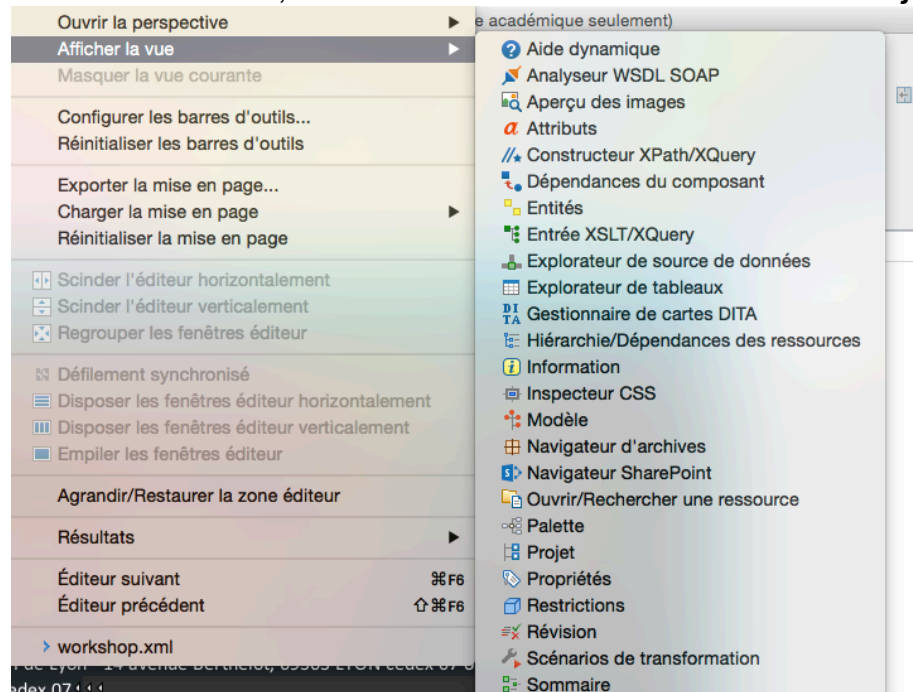 e académique seulement)
Ouvrir la perspective
Afficher la vue
Masquer la vue courante
Configurer les barres d'outils...
Réinitialiser les barres d'outils
Exporter la mise en page...
Charger la mise en page
Réinitialiser la mise en page
Scinder l'éditeur horizontalement
Scinder l'éditeur verticalement
Regrouper les fenêtres éditeur
Défilement synchronisé
Disposer les fenêtres éditeur horizontalement
Disposer les fenêtres éditeur verticalement
Empiler les fenêtres éditeur
Agrandir/Restaurer la zone éditeur
Résultats
Éditeur suivant ⌘F6
Éditeur précédent ⇧⌘F6
workshop.xml
Aide dynamique
Analyseur WSDL SOAP
Aperçu des images
Attributs
Constructeur XPath/XQuery
Dépendances du composant
Entités
Entrée XSLT/XQuery
Explorateur de source de données
Explorateur de tableaux
DITA Gestionnaire de cartes DITA
Hiérarchie/Dépendances des ressources
Information
Inspecteur CSS
Modèle
Navigateur d'archives
Navigateur SharePoint
Ouvrir/Rechercher une ressource
Palette
Projet
Propriétés
Restrictions
Révision
Scénarios de transformation
Sommaire